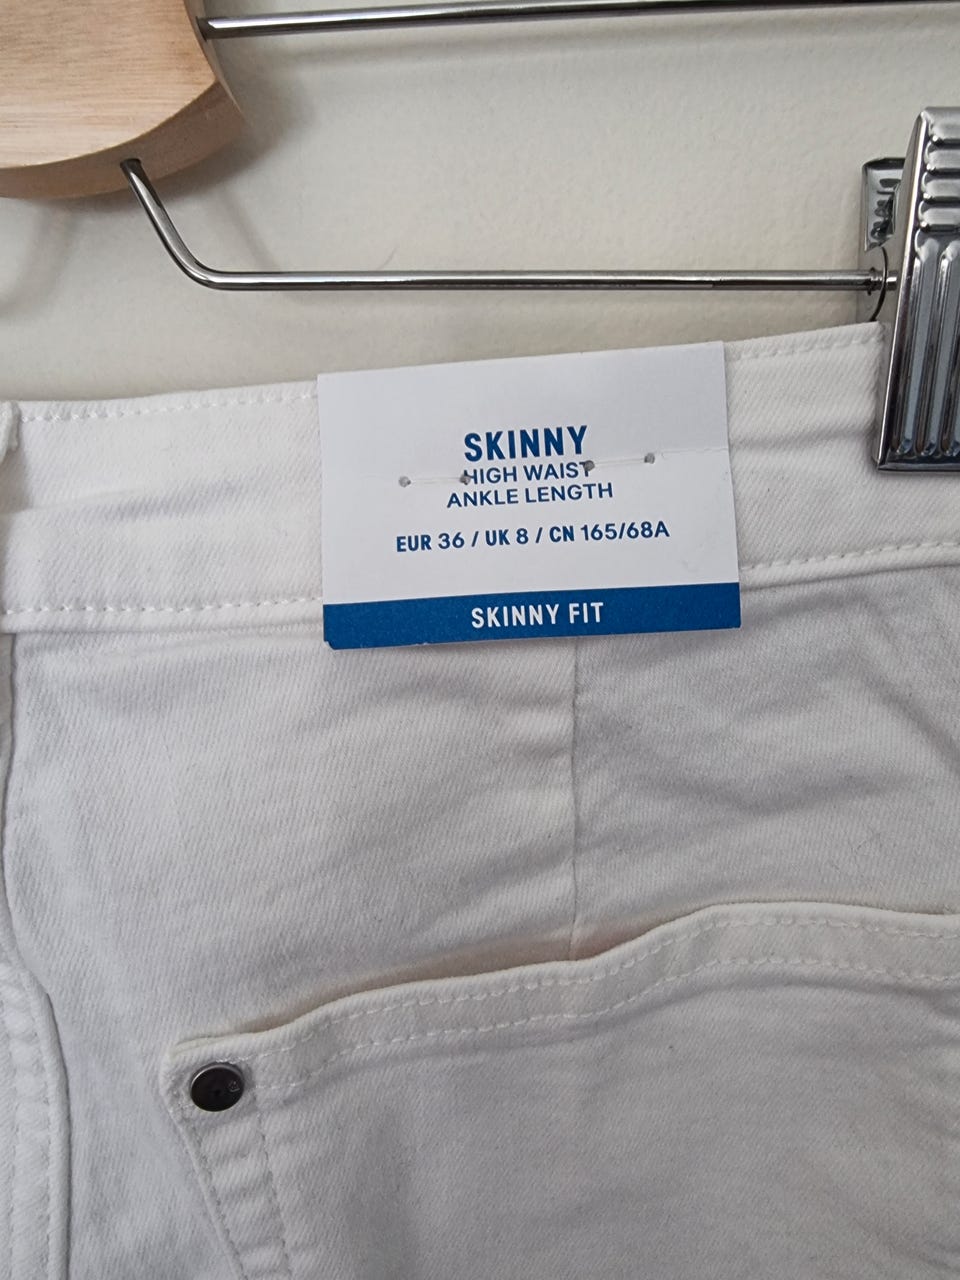 SKINNY
HIGH WAIST
ANKLE LENGTH
EUR 36 / UK 8 / CN 165/68A
SKINNY FIT